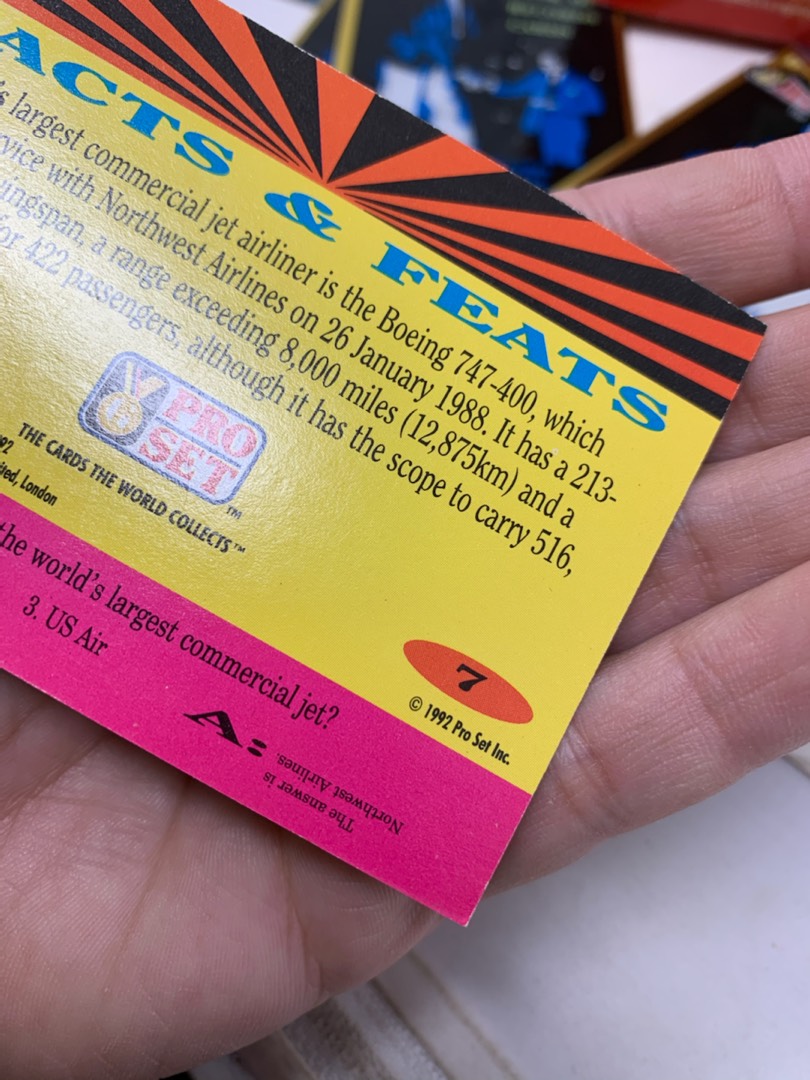 ACTS & FEATS
's largest commercial jet airliner is the Boeing 747-400, which
vice with Northwest Airlines on 26 January 1988. It has a 213-
ingspan, a range exceeding 8,000 miles (12,875km) and a
for 422 passengers, although it has the scope to carry 516,
PRO
SET
TM
THE CARDS THE WORLD COLLECTS™
92
ited, London
7
© 1992 Pro Set Inc.
the world's largest commercial jet?
3. US Air
A:
The answer is
Northwest Airlines.